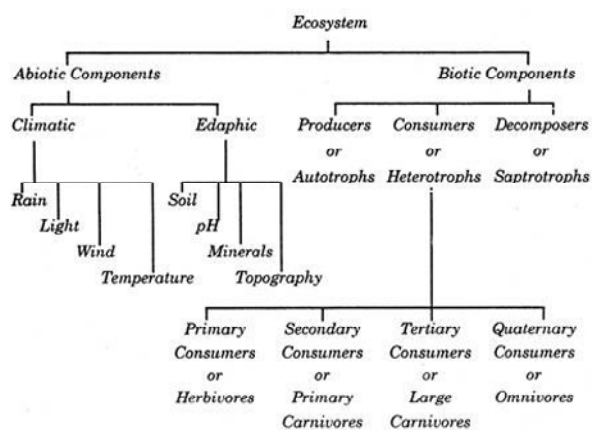 Ecosystem
Abiotic Components
Biotic Components
Climatic
Edaphic
Producers
or
Autotrophs
Consumers
or
Heterotrophs
Decomposers
or
Saptrotrophs
Rain
Light
Wind
Temperature
Soil
pH
Minerals
Topography
Primary
Consumers
or
Herbivores
Secondary
Consumers
or
Primary
Carnivores
Tertiary
Consumers
or
Large
Carnivores
Quaternary
Consumers
or
Omnivores